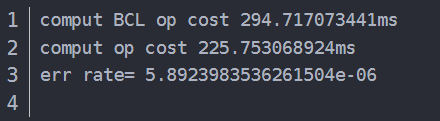 1 comput BCL op cost 294.717073441ms
2 comput op cost 225.753068924ms
3 err rate= 5.8923983536261504e-06
4